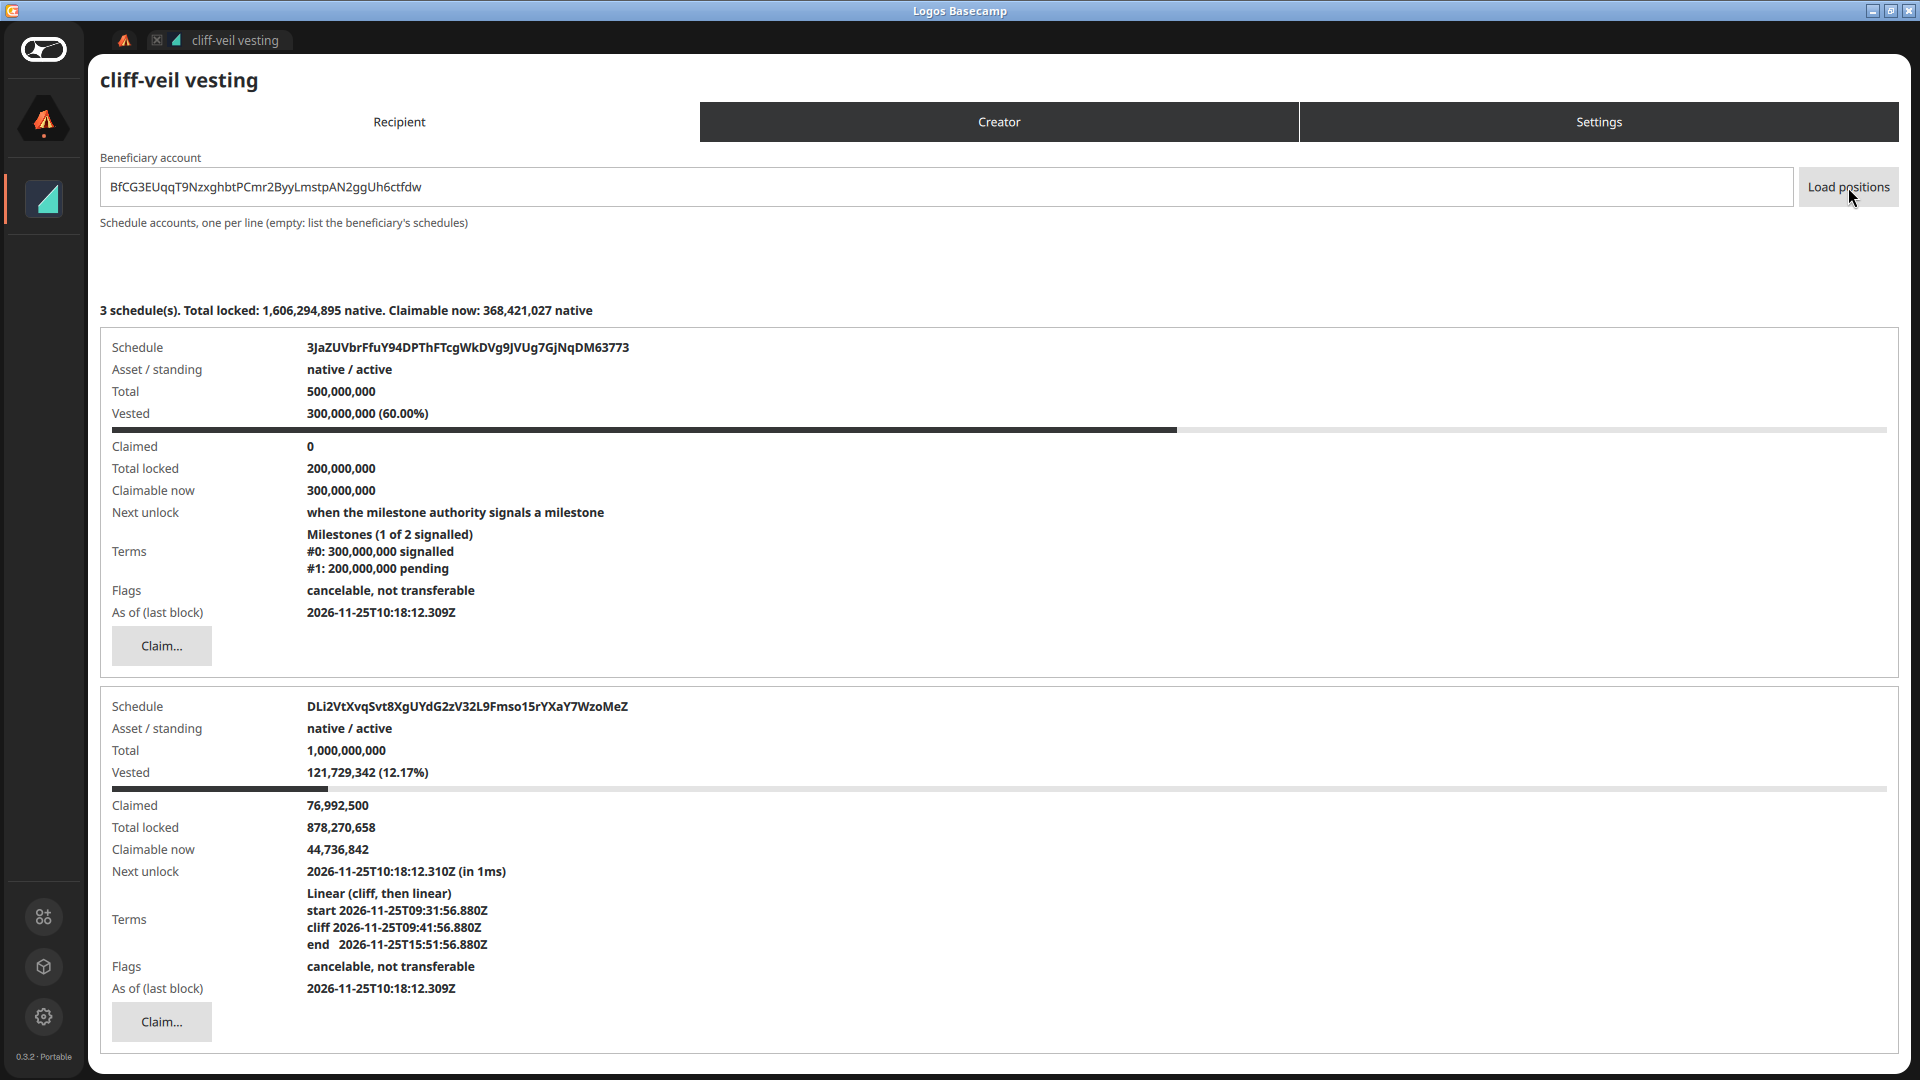 Logos Basecamp
cliff-veil vesting
cliff-veil vesting
Recipient
Creator
Settings
Beneficiary account
BfCG3EUqqT9NzxghbtPCmr2ByyLmstpAN2ggUh6ctfdw
Load positions
Schedule accounts, one per line (empty: list the beneficiary's schedules)
3 schedule(s). Total locked: 1,606,294,895 native. Claimable now: 368,421,027 native
Schedule 3JaZUVbrFfuY94DPThFTcgWkDVg9JVUg7GjNqDM63773
Asset / standing native / active
Total 500,000,000
Vested 300,000,000 (60.00%)
Claimed 0
Total locked 200,000,000
Claimable now 300,000,000
Next unlock when the milestone authority signals a milestone
Terms Milestones (1 of 2 signalled)
#0: 300,000,000 signalled
#1: 200,000,000 pending
Flags cancelable, not transferable
As of (last block) 2026-11-25T10:18:12.309Z
Claim...
Schedule DLi2VtXvqSvt8XgUYdG2zV32L9Fmso15rYXaY7WzoMeZ
Asset / standing native / active
Total 1,000,000,000
Vested 121,729,342 (12.17%)
Claimed 76,992,500
Total locked 878,270,658
Claimable now 44,736,842
Next unlock 2026-11-25T10:18:12.310Z (in 1ms)
Terms Linear (cliff, then linear)
start 2026-11-25T09:31:56.880Z
cliff 2026-11-25T09:41:56.880Z
end 2026-11-25T15:51:56.880Z
Flags cancelable, not transferable
As of (last block) 2026-11-25T10:18:12.309Z
Claim...
0.3.2 · Portable